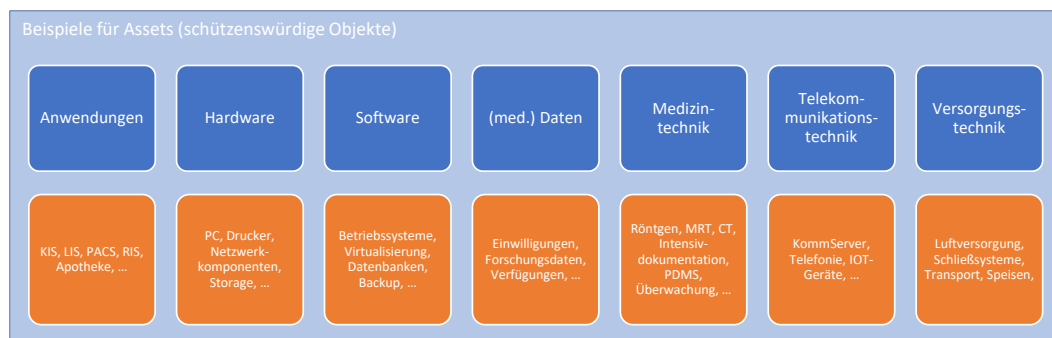 Beispiele für Assets (schützenswürdige Objekte)
Anwendungen
Hardware
Software
(med.) Daten
Medizin-
technik
Telekom-
munikations-
technik
Versorgungs-
technik
KIS, LIS, PACS, RIS,
Apotheke, …
PC, Drucker,
Netzwerk-
komponenten,
Storage, …
Betriebssysteme,
Virtualisierung,
Datenbanken,
Backup, …
Einwilligungen,
Forschungsdaten,
Verfügungen, …
Röntgen, MRT, CT,
Intensiv-
dokumentation,
PDMS,
Überwachung, …
KommServer,
Telefonie, IOT-
Geräte, …
Luftversorgung,
Schließsysteme,
Transport, Speisen,